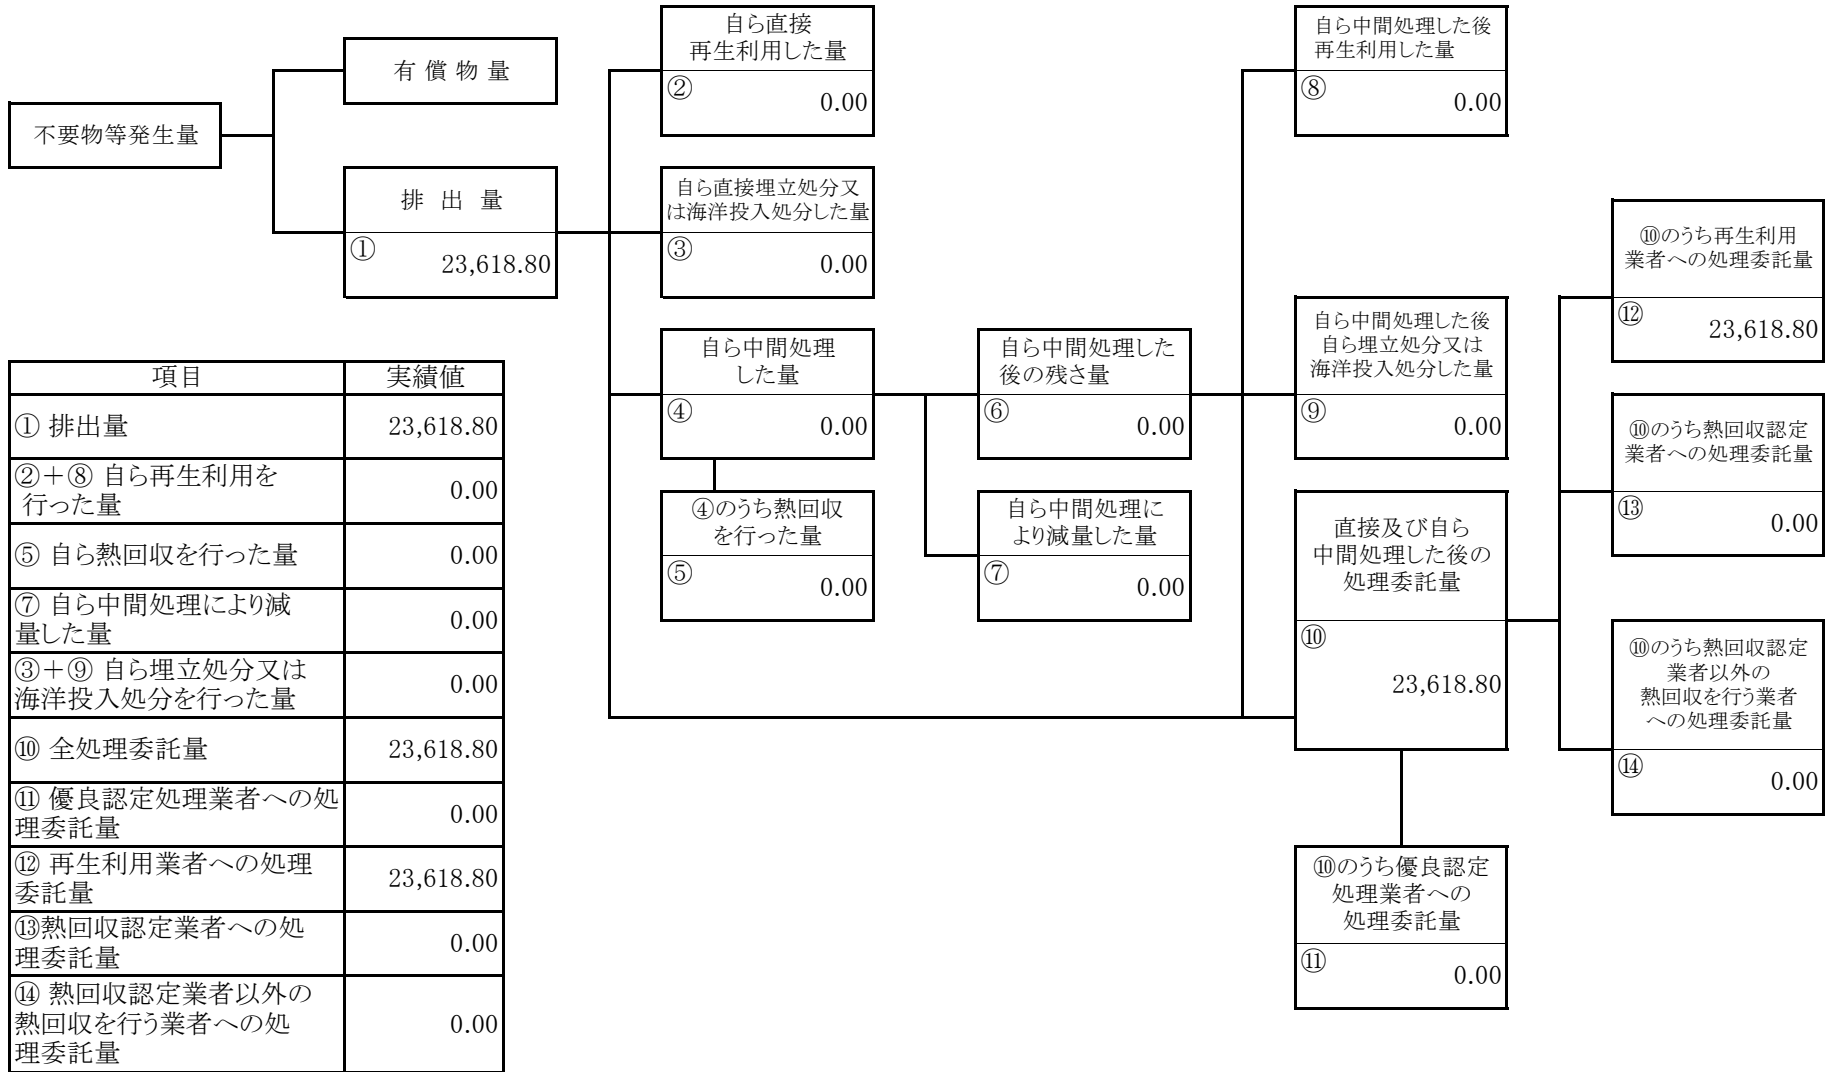 自ら直接
再生利用した量
②
0.00
自ら中間処理した後
再生利用した量
⑧
0.00
有 償 物 量
不要物等発生量
排 出 量
①
23,618.80
自ら直接埋立処分又
は海洋投入処分した量
③
0.00
自ら中間処理
した量
④
0.00
自ら中間処理した
後の残さ量
⑥
0.00
自ら中間処理した後
自ら埋立処分又は
海洋投入処分した量
⑨
0.00
⑩のうち再生利用
業者への処理委託量
⑫
23,618.80
⑩のうち熱回収認定
業者への処理委託量
⑬
0.00
④のうち熱回収
を行った量
⑤
0.00
自ら中間処理に
より減量した量
⑦
0.00
直接及び自ら
中間処理した後の
処理委託量
⑩
23,618.80
⑩のうち熱回収認定
業者以外の
熱回収を行う業者
への処理委託量
⑭
0.00
⑩のうち優良認定
処理業者への
処理委託量
⑪
0.00
項目 実績値
① 排出量 23,618.80
②+⑧ 自ら再生利用を
行った量 0.00
⑤ 自ら熱回収を行った量 0.00
⑦ 自ら中間処理により減
量した量 0.00
③+⑨ 自ら埋立処分又は
海洋投入処分を行った量 0.00
⑩ 全処理委託量 23,618.80
⑪ 優良認定処理業者への処
理委託量 0.00
⑫ 再生利用業者への処理
委託量 23,618.80
⑬熱回収認定業者への処
理委託量 0.00
⑭ 熱回収認定業者以外の
熱回収を行う業者への処
理委託量 0.00